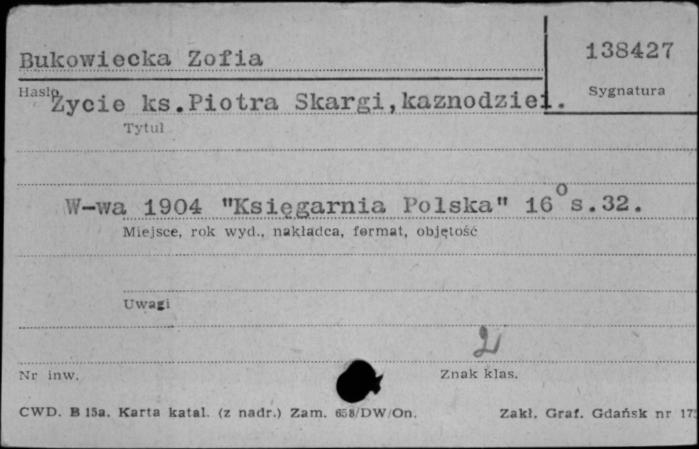 Bukowiecka Zofia
138427
Hasło
Sygnatura
Życie ks.Piotra Skargi,kaznodziei.
Tytuł
W-wa 1904 "Księgarnia Polska" 16° s.32.
Miejsce, rok wyd., nakładca, format, objętość
Uwagi
2
Nr inw.
Znak klas.
CWD. B 15a. Karta katal. (z nadr.) Zam. 658/DW/On.
Zakł. Graf. Gdańsk nr